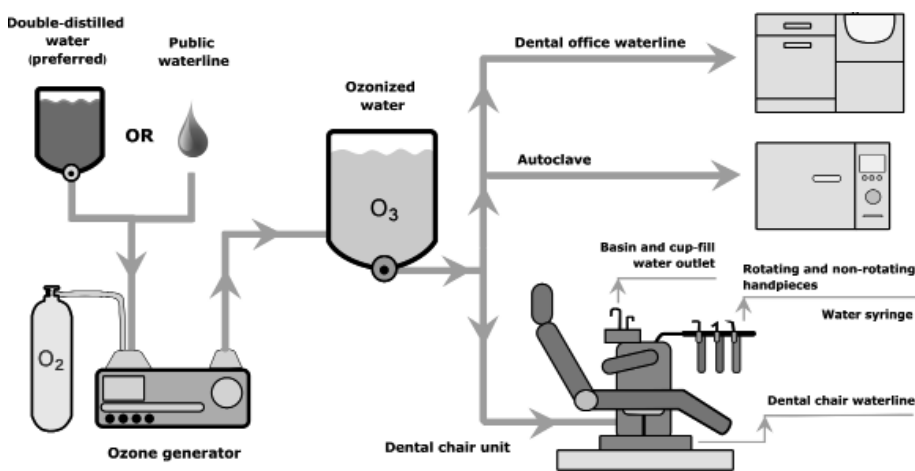 Double-distilled
water
(preferred)
Public
waterline
OR
Ozonized
water
O3
O2
Ozone generator
Dental office waterline
Autoclave
Basin and cup-fill
water outlet
Rotating and non-rotating
handpieces
Water syringe
Dental chair waterline
Dental chair unit